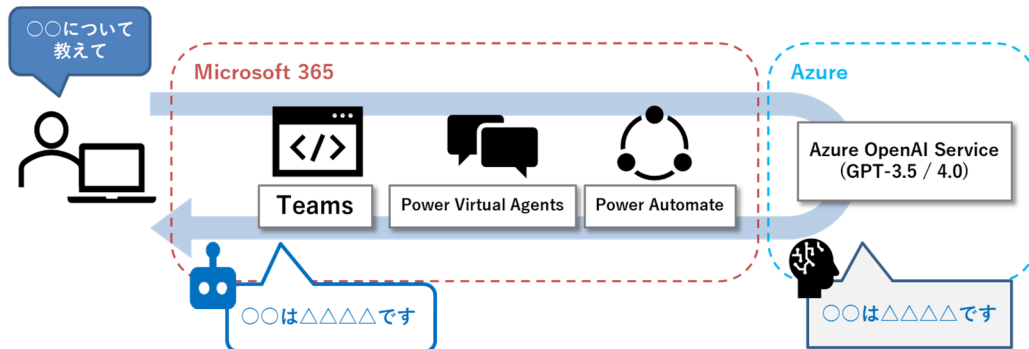 ○○について
教えて
Microsoft 365
Azure
</>
Azure OpenAI Service
(GPT-3.5 / 4.0)
Teams
Power Virtual Agents
Power Automate
○○は△△△△です
○○は△△△△です